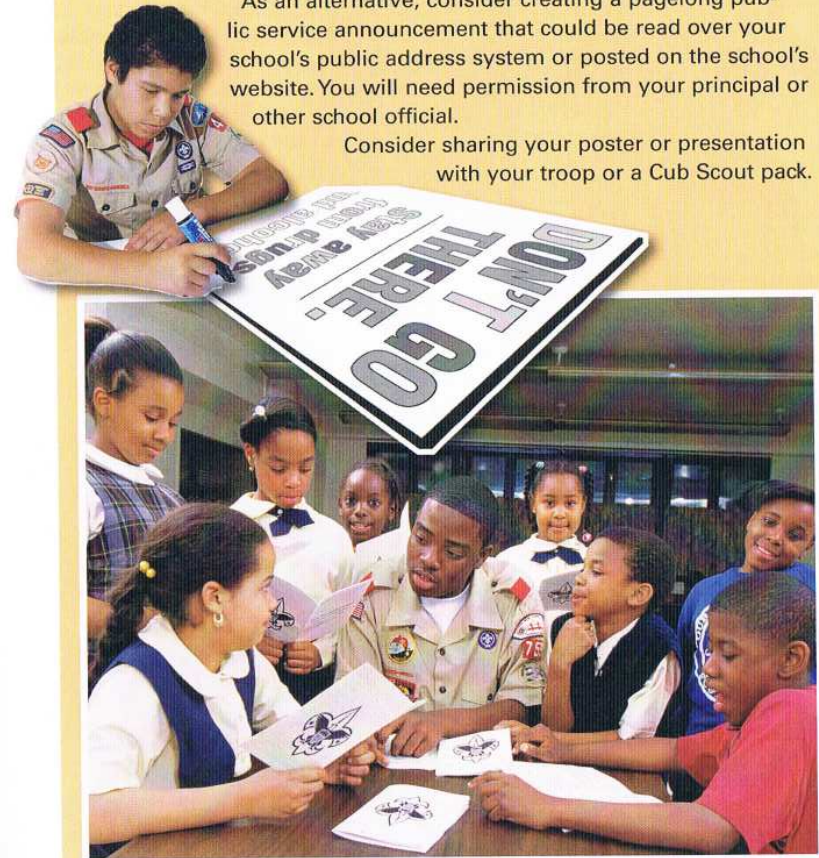 As an alternative, consider creating a pagelong pub-
lic service announcement that could be read over your
school's public address system or posted on the school's
website. You will need permission from your principal or
other school official.
Consider sharing your poster or presentation
with your troop or a Cub Scout pack.
DON'T GO
THERE.
stay away
from drugs
nd alcoho